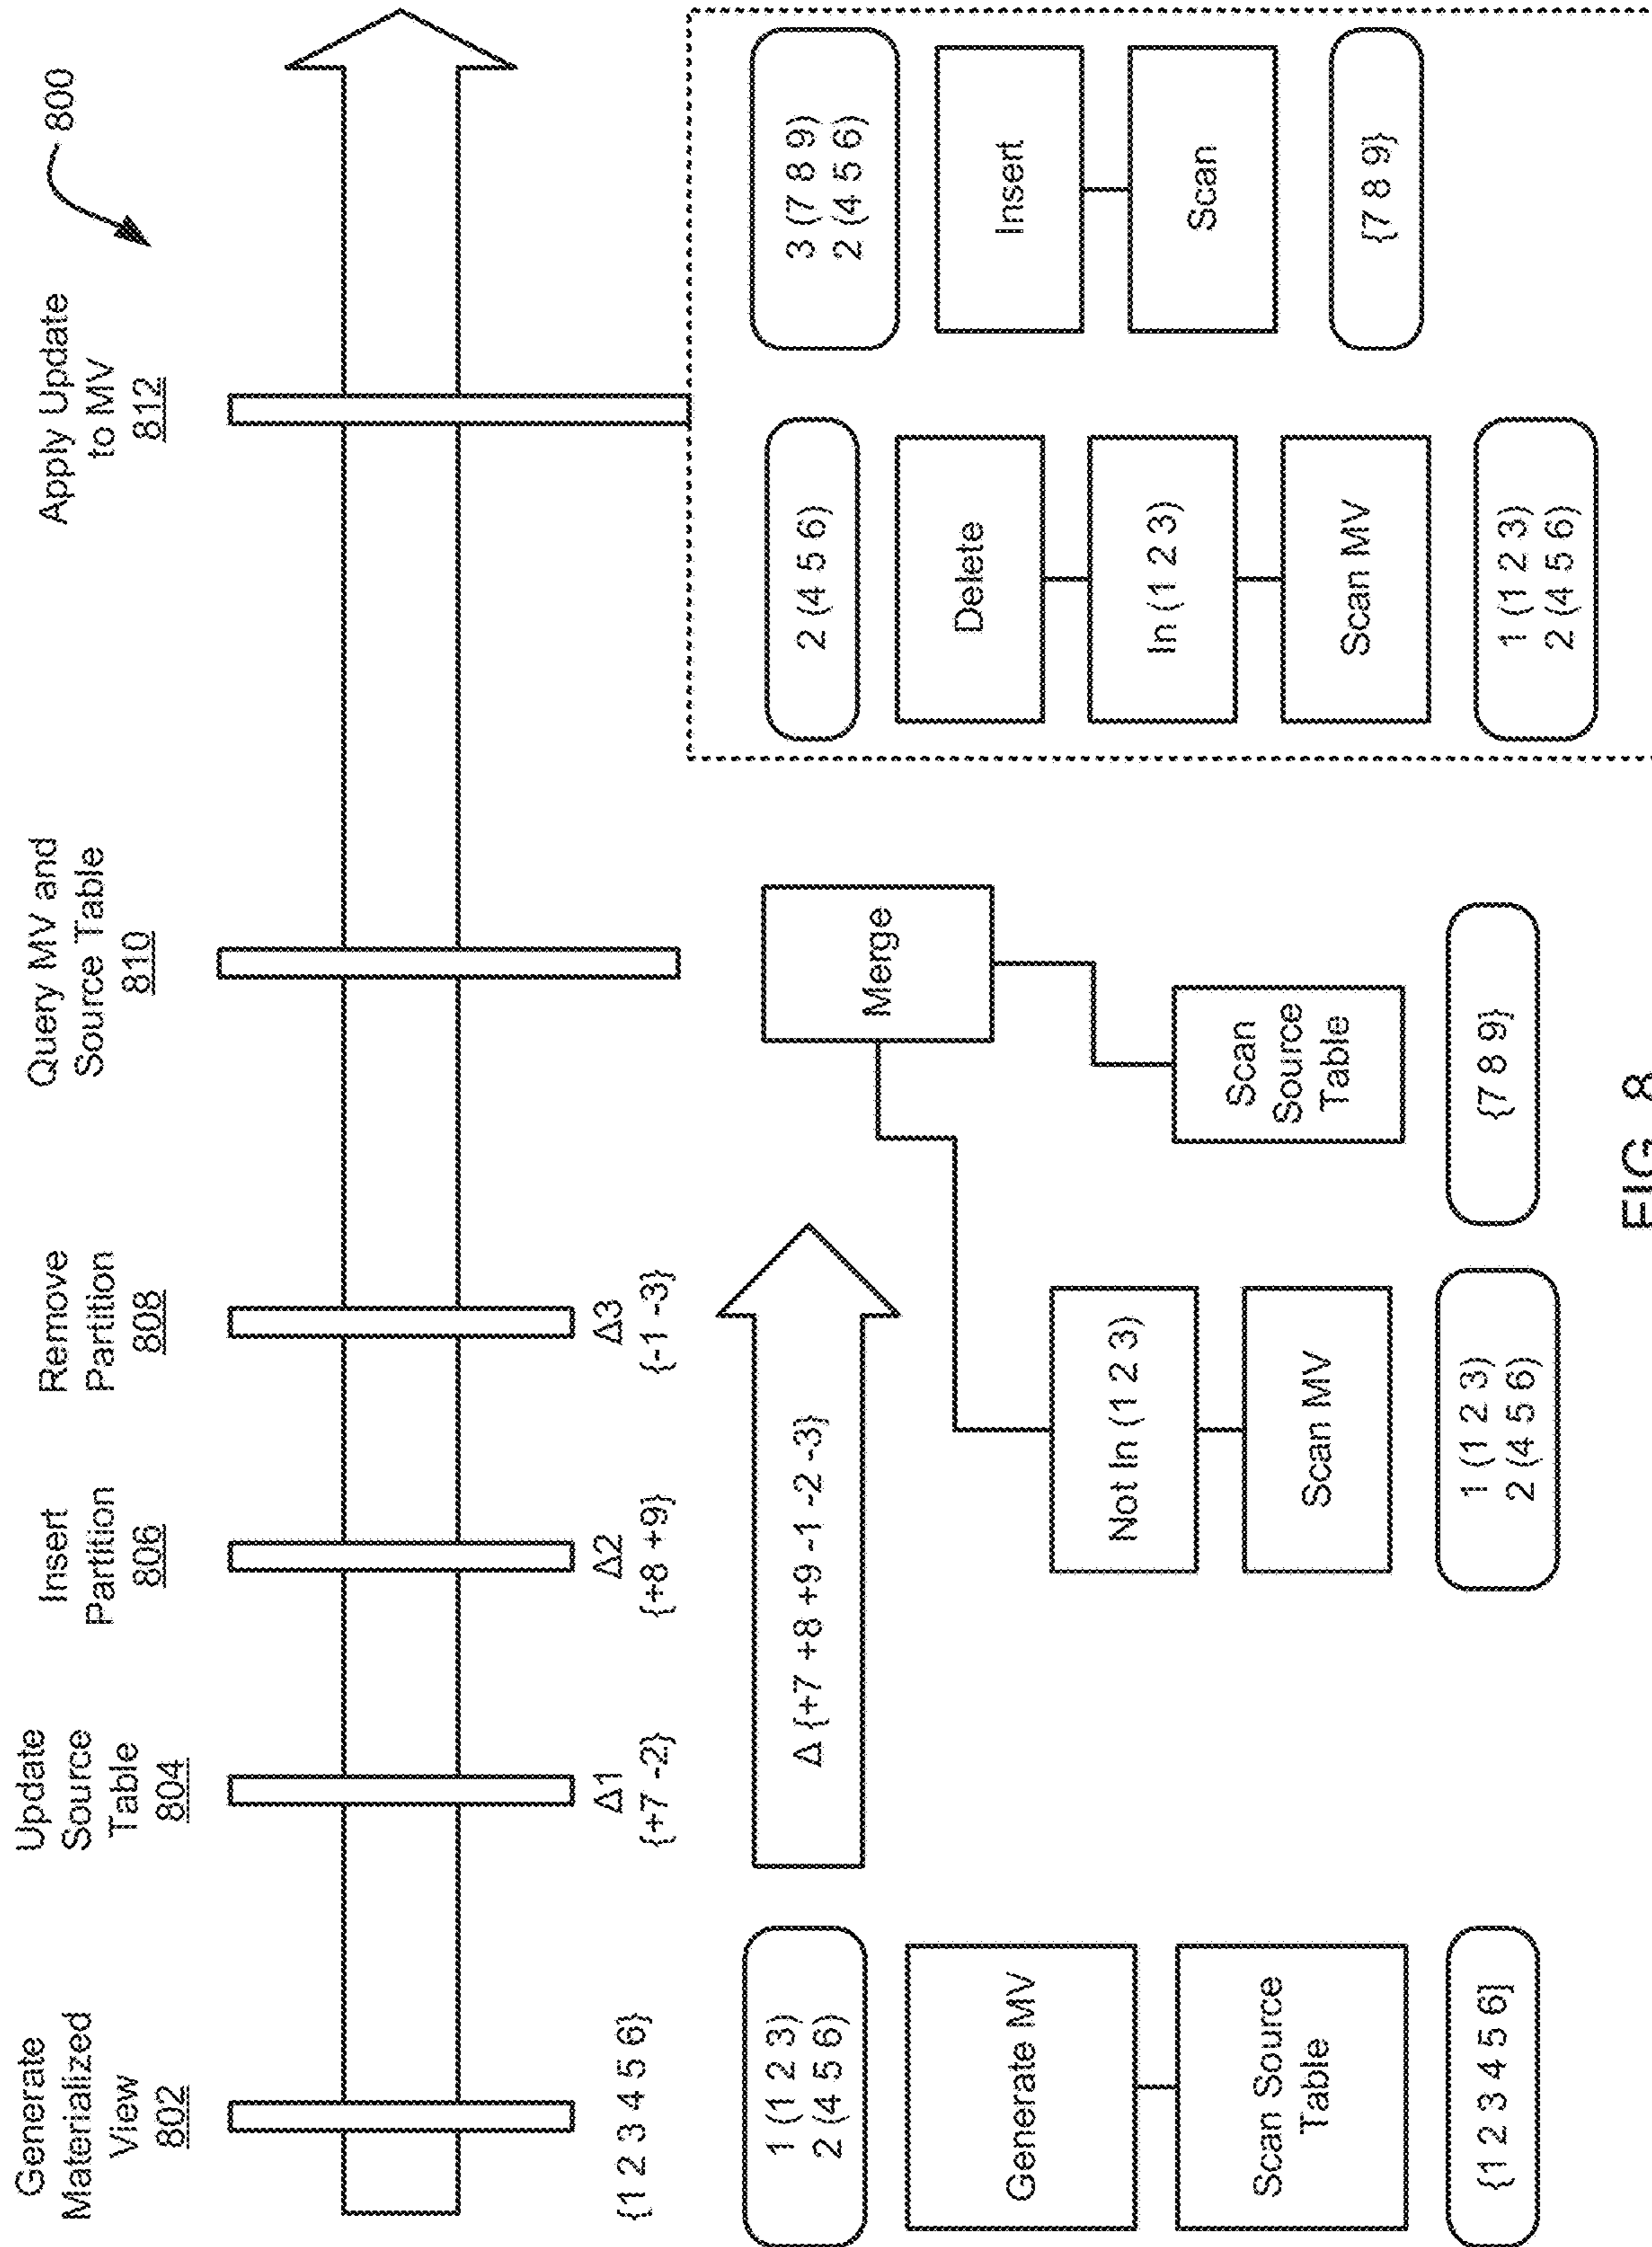 800
Generate
Materialized
View
802
Update
Source
Table
804
Insert
Partition
806
Remove
Partition
808
Query MV and
Source Table
810
Apply Update
to MV
812
{1 2 3 4 5 6}
Δ1
{+7 -2}
Δ2
{+8 +9}
Δ3
{-1 -3}
1 (1 2 3)
2 (4 5 6)
Generate MV
Scan Source
Table
{1 2 3 4 5 6]
Δ {+7 +8 +9 -1 -2 -3}
Merge
Not In (1 2 3)
Scan MV
1 (1 2 3)
2 (4 5 6)
Scan
Source
Table
{7 8 9}
2 (4 5 6)
Delete
In (1 2 3)
Scan MV
1 (1 2 3)
2 (4 5 6)
3 (7 8 9)
2 (4 5 6)
Insert
Scan
{7 8 9}
FIG. 8